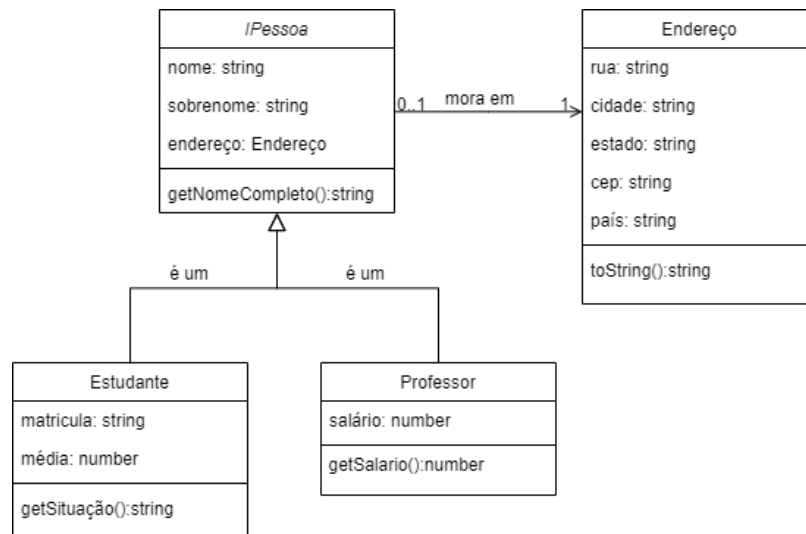 IPessoa
nome: string
sobrenome: string
endereço: Endereço
getNomeCompleto():string
0..1
mora em
1
Endereço
rua: string
cidade: string
estado: string
cep: string
país: string
toString():string
é um
é um
Estudante
matricula: string
média: number
getSituação():string
Professor
salário: number
getSalario():number